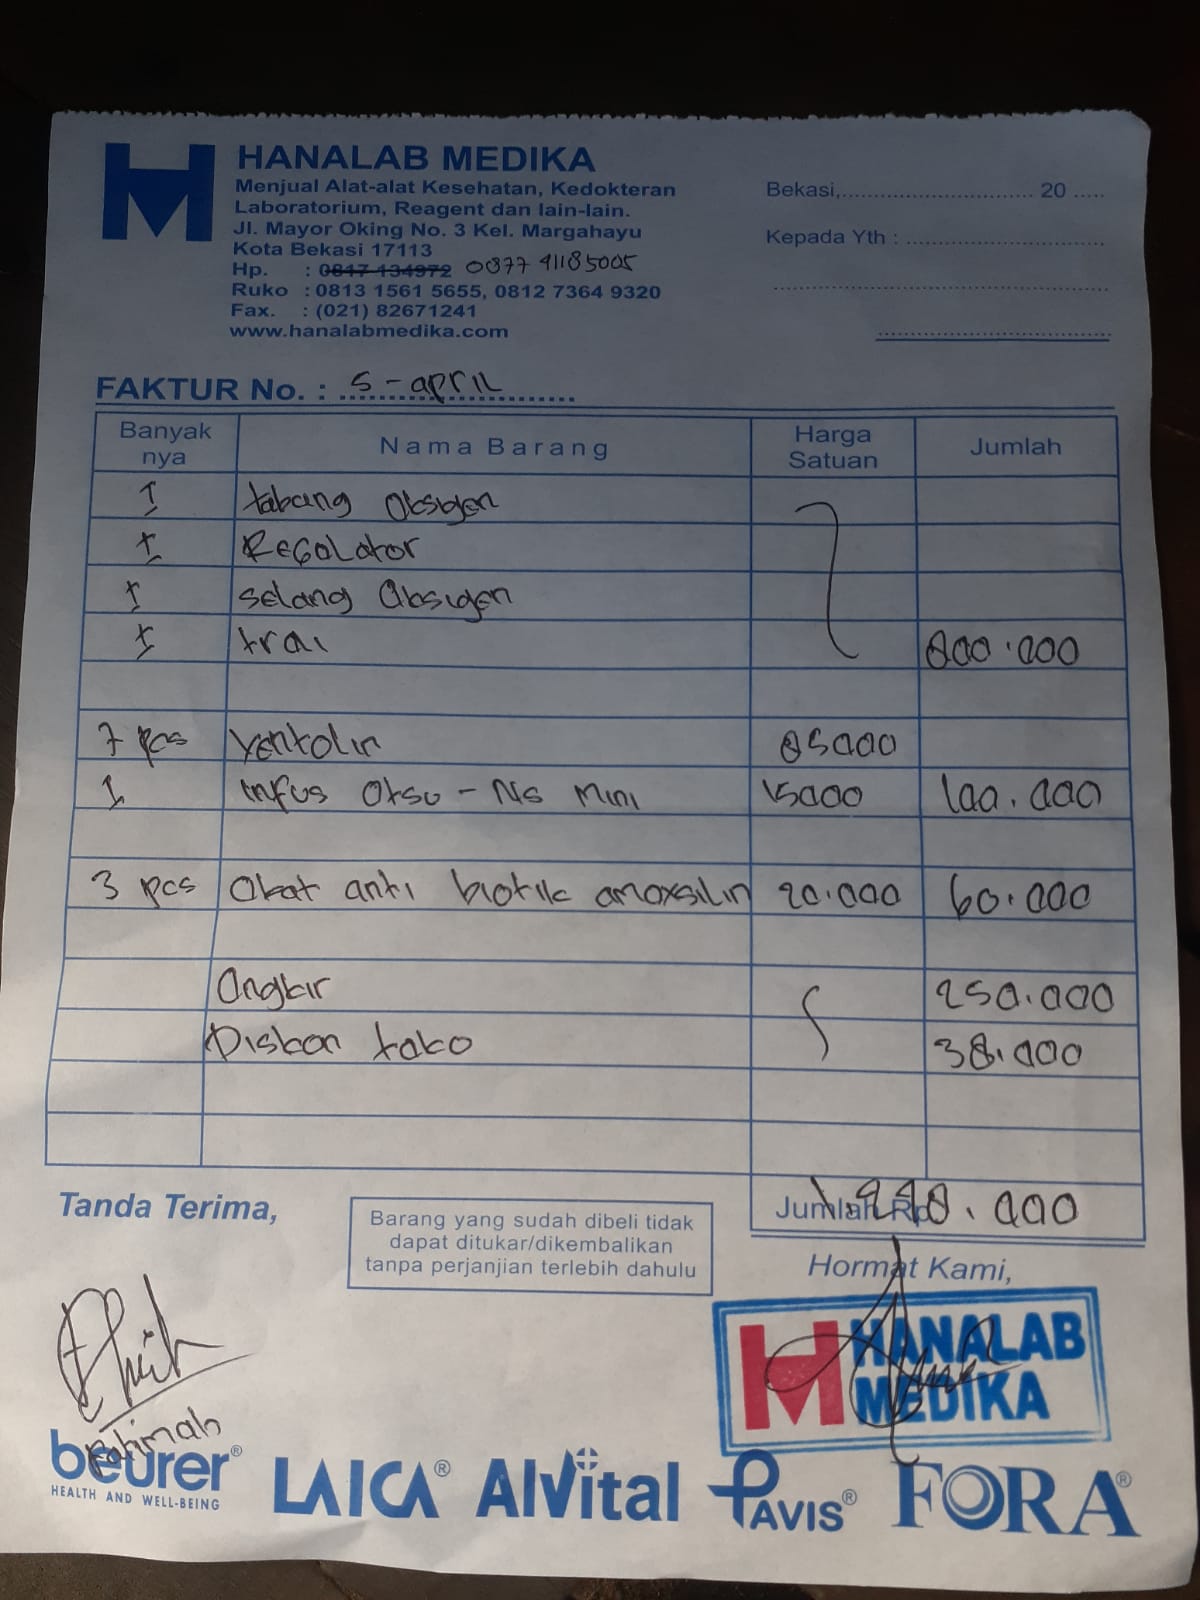 HANALAB MEDIKA
Menjual Alat-alat Kesehatan, Kedokteran
Laboratorium, Reagent dan lain-lain.
Jl. Mayor Oking No. 3 Kel. Margahayu
Kota Bekasi 17113
Hp. : 0817 134972 0877 91185005
Ruko : 0813 1561 5655, 0812 7364 9320
Fax. : (021) 82671241
www.hanalabmedika.com
Bekasi,.............................. 20 .....
Kepada Yth : ..............................
FAKTUR No. : 5-april
Banyak nya Nama Barang Harga Satuan Jumlah
1 tabung Oksigen
1 Regolator
1 selang Oksigen
1 trai 800.000
7 pcs Ventolin 85000
1 infus Otsu - Ns Mini 15000 100.000
3 pcs Obat anti biotik amoxsilin 20.000 60.000
Ongkir 250.000
Diskon toko 38.000
Jumlah Rp. .000
Tanda Terima,
Barang yang sudah dibeli tidak
dapat ditukar/dikembalikan
tanpa perjanjian terlebih dahulu
Hormat Kami,
HANALAB
MEDIKA
Fatimah
beurer®
HEALTH AND WELL-BEING
LAICA®
AlVital
PAVIS®
FORA®